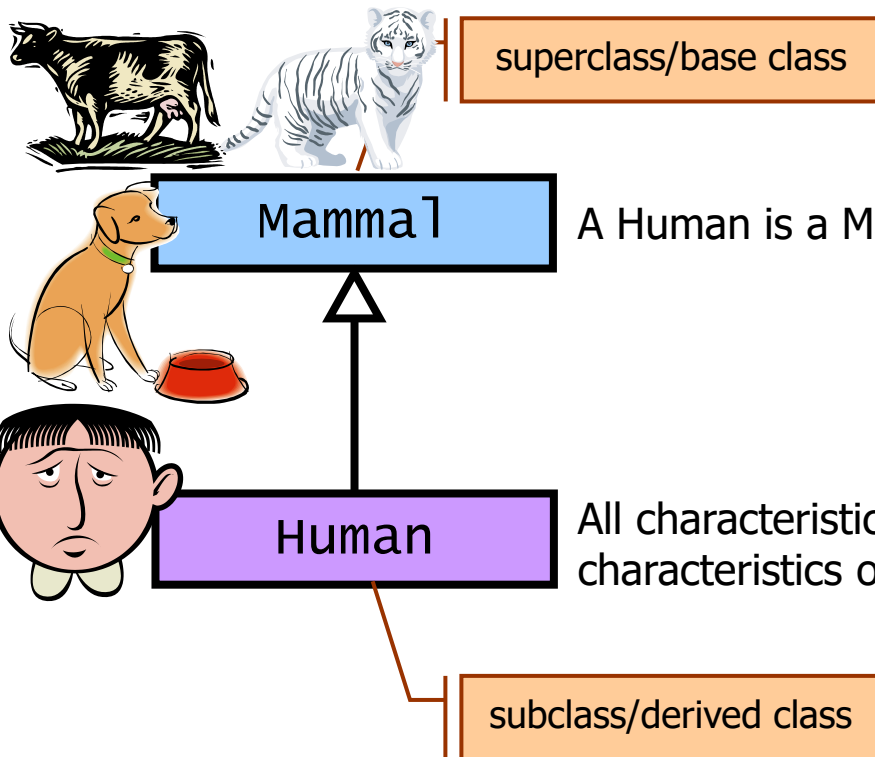 superclass/base class
Mammal
A Human is a M
Human
All characteristic
characteristics o
subclass/derived class